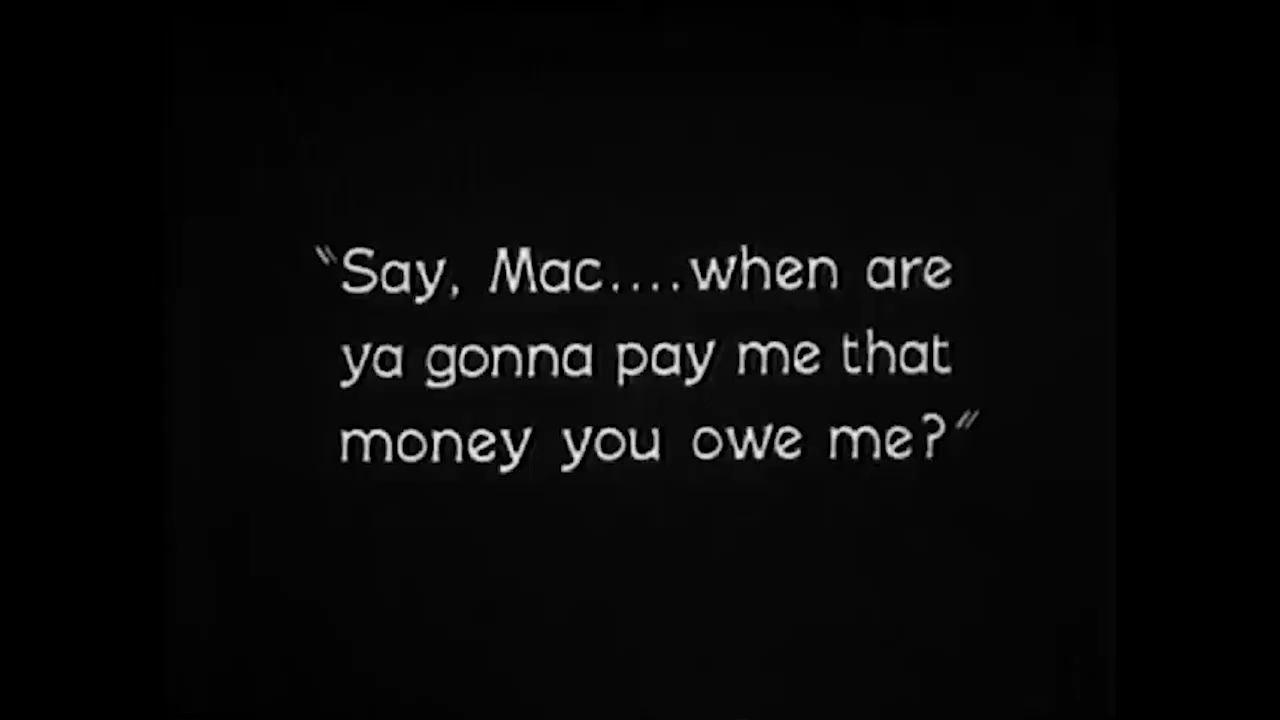 "Say, Mac....when are
ya gonna pay me that
money you owe me?"